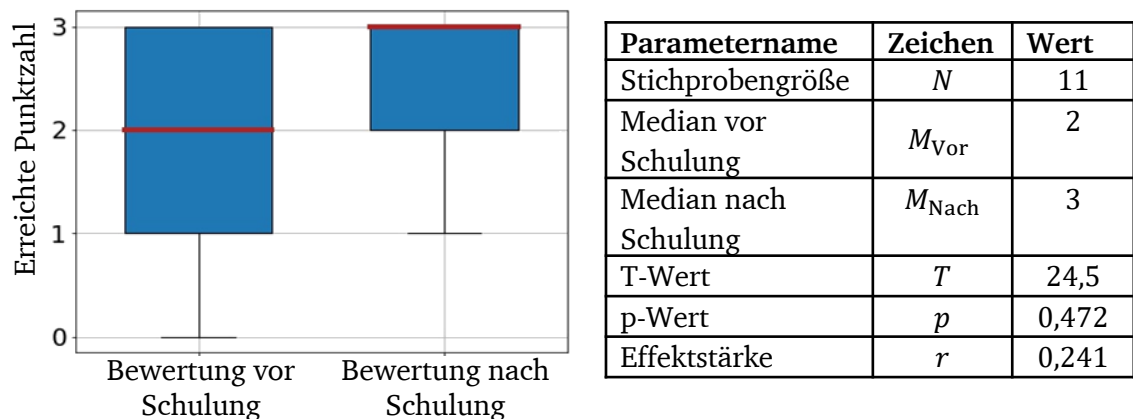 Erreichte Punktzahl
3
2
1
0
Bewertung vor
Schulung
Bewertung nach
Schulung
Parametername Zeichen Wert
Stichprobengröße N 11
Median vor
Schulung M_Vor 2
Median nach
Schulung M_Nach 3
T-Wert T 24,5
p-Wert p 0,472
Effektstärke r 0,241